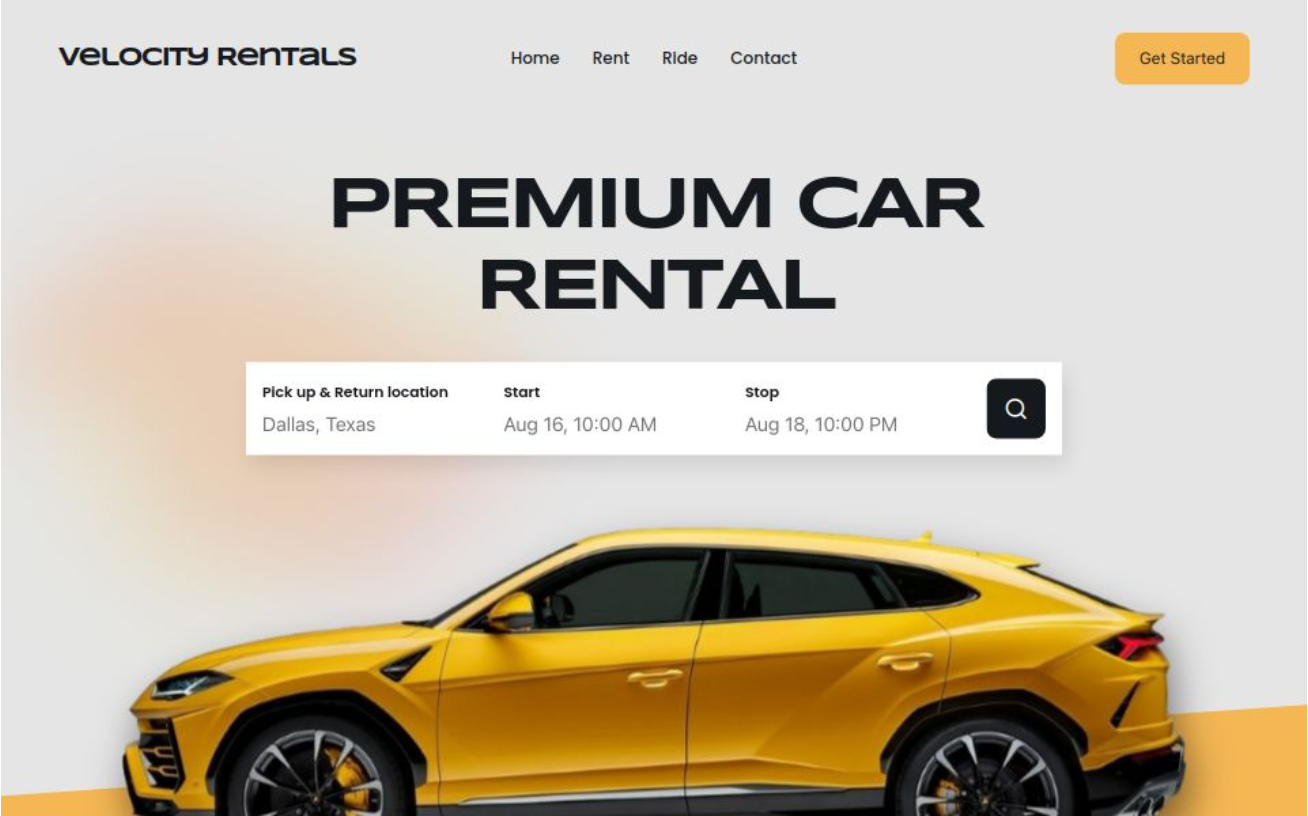 Velocity Rentals
Home Rent Ride Contact
Get Started
PREMIUM CAR
RENTAL
Pick up & Return location Start Stop
Dallas, Texas Aug 16, 10:00 AM Aug 18, 10:00 PM